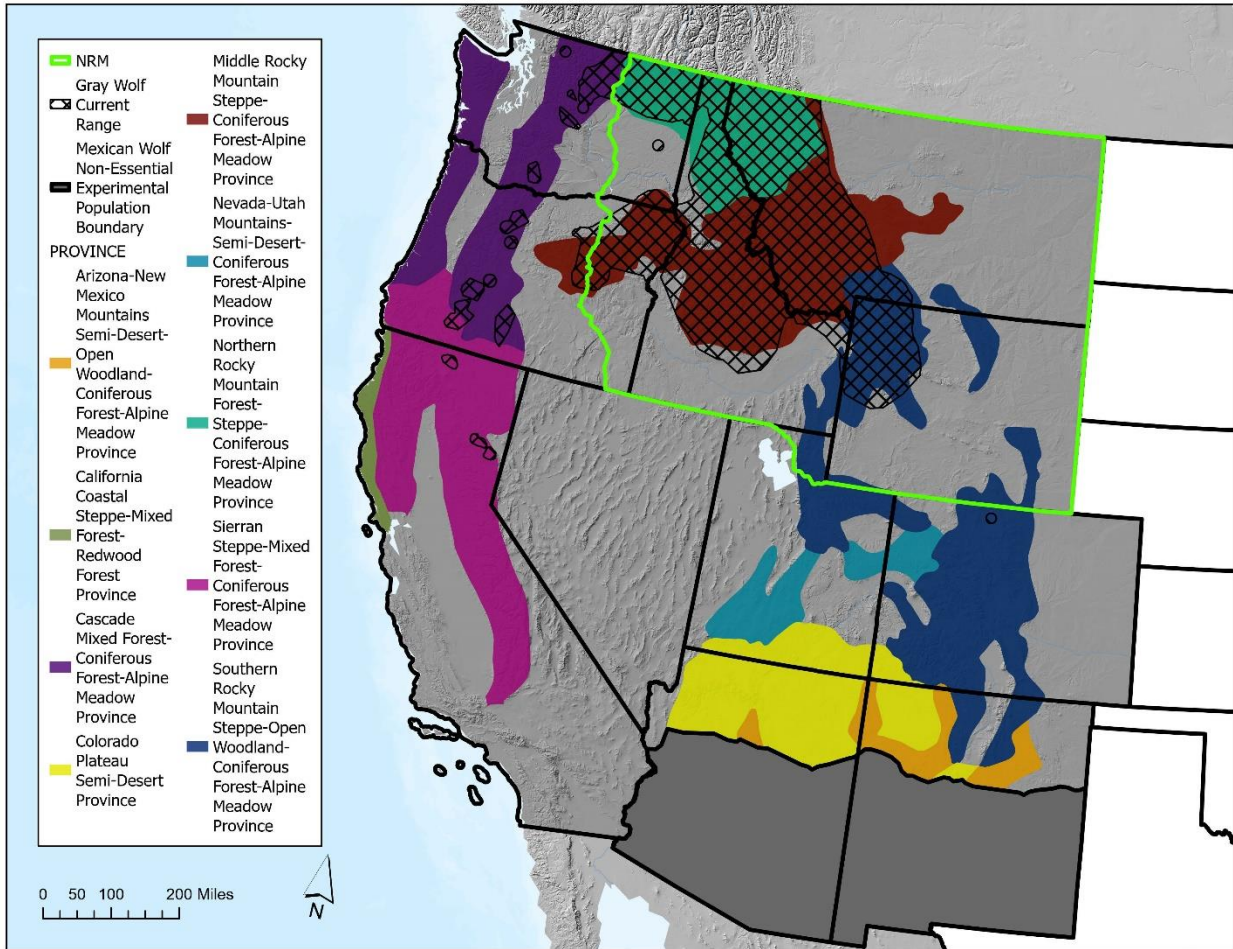 NRM
Gray Wolf
Current
Range
Mexican Wolf
Non-Essential
Experimental
Population
Boundary
PROVINCE
Arizona-New
Mexico
Mountains
Semi-Desert-
Open
Woodland-
Coniferous
Forest-Alpine
Meadow
Province
California
Coastal
Steppe-Mixed
Forest-
Redwood
Forest
Province
Cascade
Mixed Forest-
Coniferous
Forest-Alpine
Meadow
Province
Colorado
Plateau
Semi-Desert
Province
Middle Rocky
Mountain
Steppe-
Coniferous
Forest-Alpine
Meadow
Province
Nevada-Utah
Mountains-
Semi-Desert-
Coniferous
Forest-Alpine
Meadow
Province
Northern
Rocky
Mountain
Forest-
Steppe-
Coniferous
Forest-Alpine
Meadow
Province
Sierran
Steppe-Mixed
Forest-
Coniferous
Forest-Alpine
Meadow
Province
Southern
Rocky
Mountain
Steppe-Open
Woodland-
Coniferous
Forest-Alpine
Meadow
Province
0 50 100 200 Miles
N